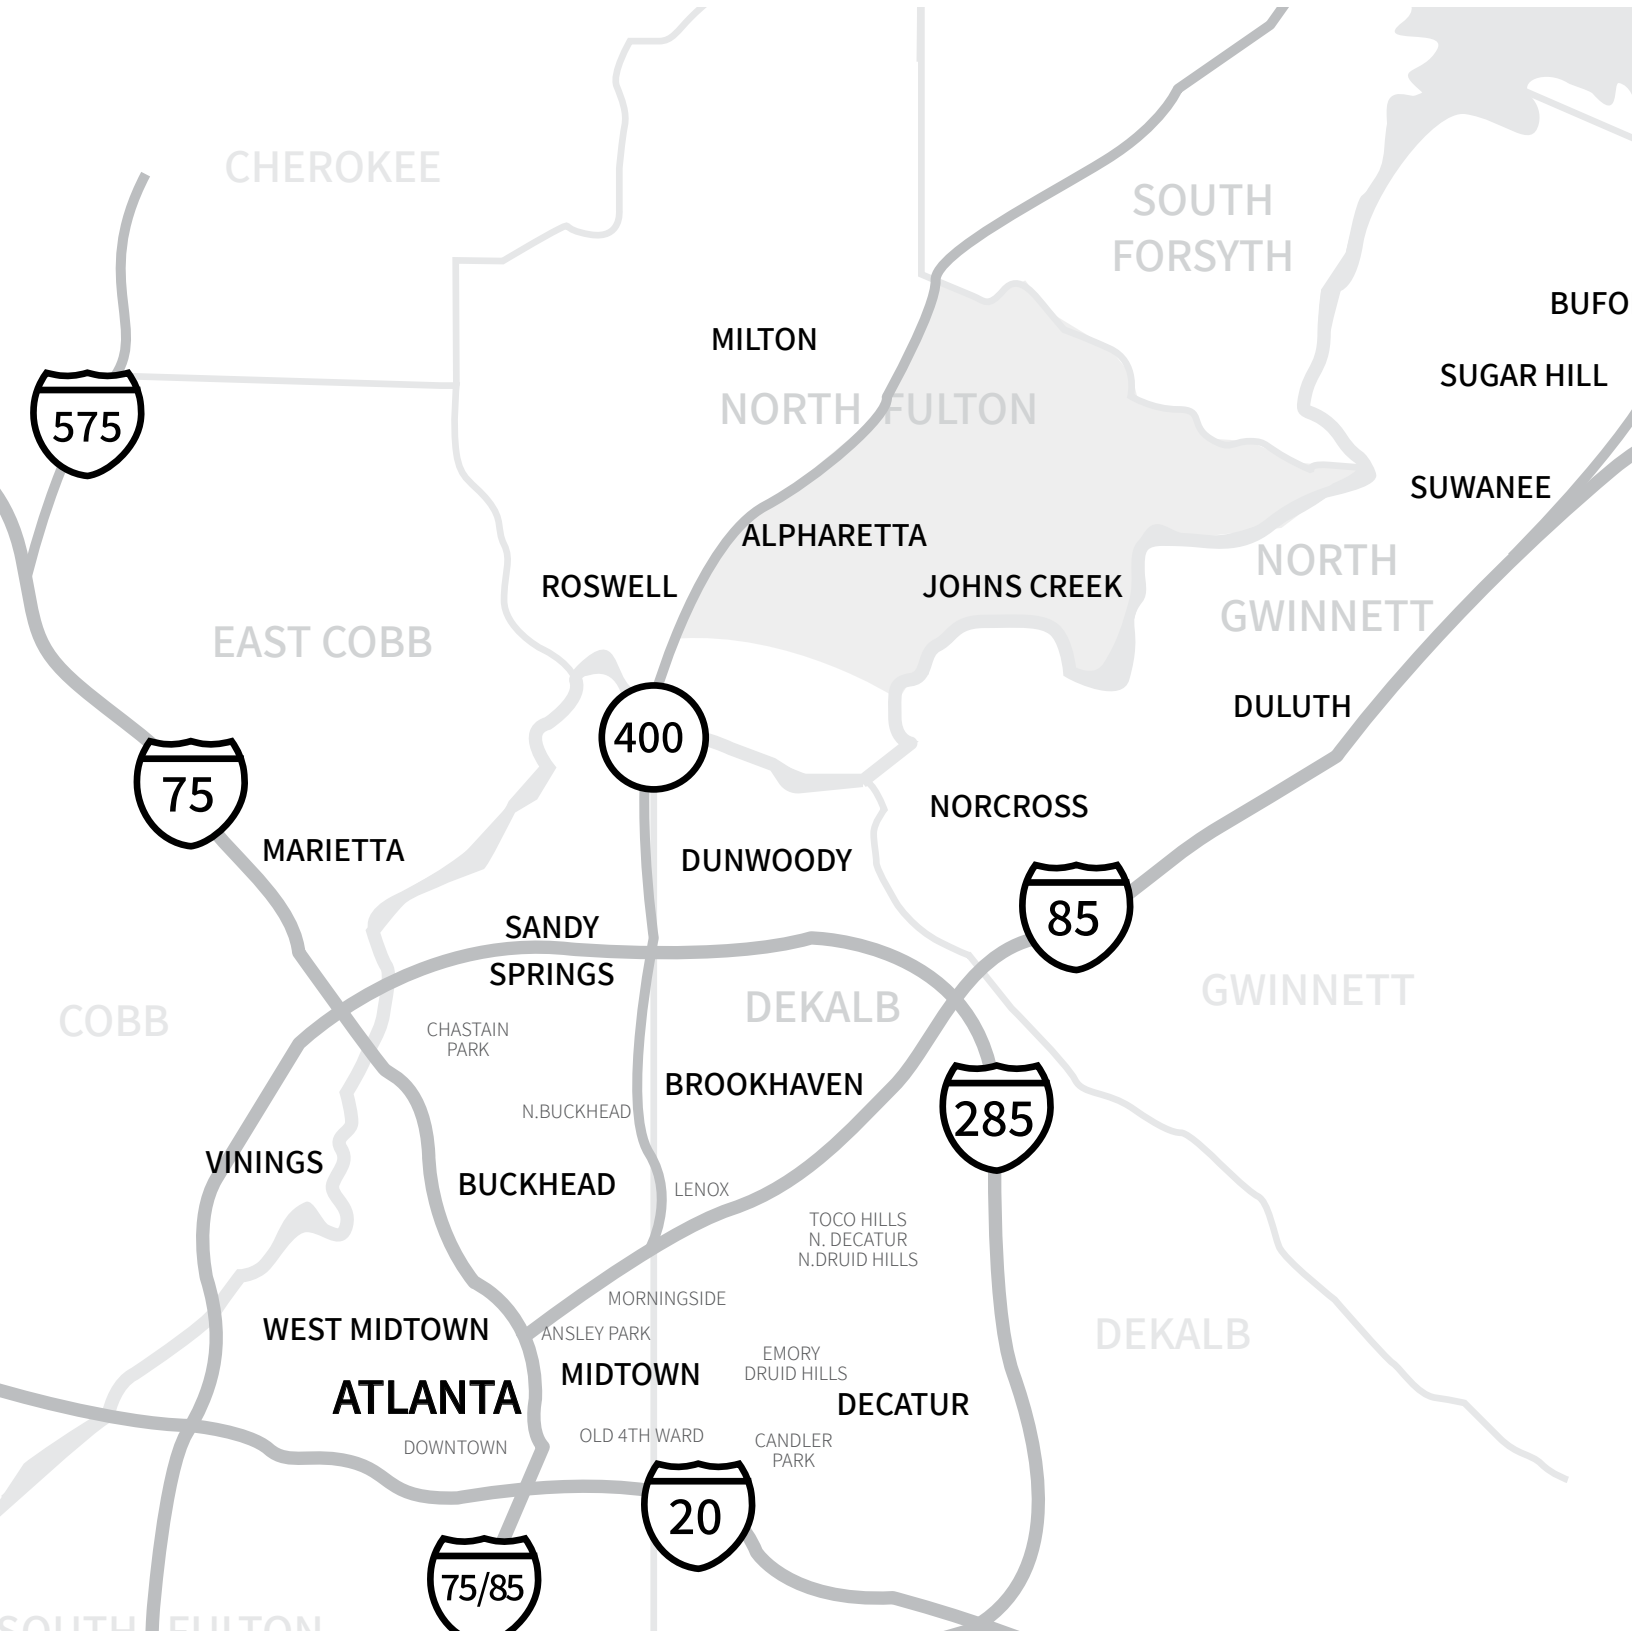 CHEROKEE
SOUTH
FORSYTH
BUFO
MILTON
SUGAR HILL
NORTH FULTON
575
SUWANEE
ALPHARETTA
NORTH
GWINNETT
ROSWELL
JOHNS CREEK
EAST COBB
DULUTH
400
75
NORCROSS
MARIETTA
DUNWOODY
85
SANDY
SPRINGS
GWINNETT
DEKALB
COBB
CHASTAIN
PARK
BROOKHAVEN
N.BUCKHEAD
285
VININGS
BUCKHEAD
LENOX
TOCO HILLS
N. DECATUR
N.DRUID HILLS
MORNINGSIDE
WEST MIDTOWN
ANSLEY PARK
DEKALB
EMORY
DRUID HILLS
MIDTOWN
ATLANTA
DECATUR
OLD 4TH WARD
DOWNTOWN
CANDLER
PARK
20
75/85
SOUTH FULTON